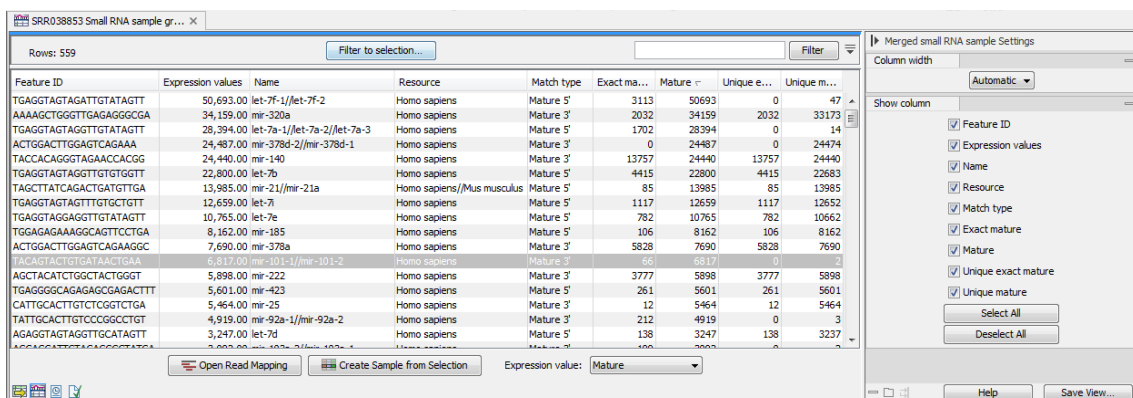 SRR038853 Small RNA sample gr... ×
Rows: 559 Filter to selection... Filter
Feature ID Expression values Name Resource Match type Exact ma... Mature Unique e... Unique m...
TGAGGTAGTAGATTGTATAGTT 50,693.00 let-7f-1//let-7f-2 Homo sapiens Mature 5' 3113 50693 0 47
AAAAGCTGGGTTGAGAGGGCGA 34,159.00 mir-320a Homo sapiens Mature 3' 2032 34159 2032 33173
TGAGGTAGTAGGTTGTATAGTT 28,394.00 let-7a-1//let-7a-2//let-7a-3 Homo sapiens Mature 5' 1702 28394 0 14
ACTGGACTTGGAGTCAGAAA 24,487.00 mir-378d-2//mir-378d-1 Homo sapiens Mature 3' 0 24487 0 24474
TACCACAGGGTAGAACCACGG 24,440.00 mir-140 Homo sapiens Mature 3' 13757 24440 13757 24440
TGAGGTAGTAGGTTGTGTGGTT 22,800.00 let-7b Homo sapiens Mature 5' 4415 22800 4415 22683
TAGCTTATCAGACTGATGTTGA 13,985.00 mir-21//mir-21a Homo sapiens//Mus musculus Mature 5' 85 13985 85 13985
TGAGGTAGTAGTTTGTGCTGTT 12,659.00 let-7i Homo sapiens Mature 5' 1117 12659 1117 12652
TGAGGTAGGAGGTTGTATAGTT 10,765.00 let-7e Homo sapiens Mature 5' 782 10765 782 10662
TGGAGAGAAAGGCAGTTCCTGA 8,162.00 mir-185 Homo sapiens Mature 5' 106 8162 106 8162
ACTGGACTTGGAGTCAGAAGGC 7,690.00 mir-378a Homo sapiens Mature 3' 5828 7690 5828 7690
TACAGTACTGTGATAACTGAA 6,817.00 mir-101-1//mir-101-2 Homo sapiens Mature 3' 66 6817 0 2
AGCTACATCTGGCTACTGGGT 5,898.00 mir-222 Homo sapiens Mature 3' 3777 5898 3777 5898
TGAGGGGCAGAGAGCGAGACTTT 5,601.00 mir-423 Homo sapiens Mature 5' 261 5601 261 5601
CATTGCACTTGTCTCGGTCTGA 5,464.00 mir-25 Homo sapiens Mature 3' 12 5464 12 5464
TATTGCACTTGTCCCGGCCTGT 4,919.00 mir-92a-1//mir-92a-2 Homo sapiens Mature 3' 212 4919 0 3
AGAGGTAGTAGGTTGCATAGTT 3,247.00 let-7d Homo sapiens Mature 5' 138 3247 138 3237
Open Read Mapping Create Sample from Selection Expression value: Mature
Merged small RNA sample Settings
Column width
Automatic
Show column
Feature ID
Expression values
Name
Resource
Match type
Exact mature
Mature
Unique exact mature
Unique mature
Select All
Deselect All
Help Save View...